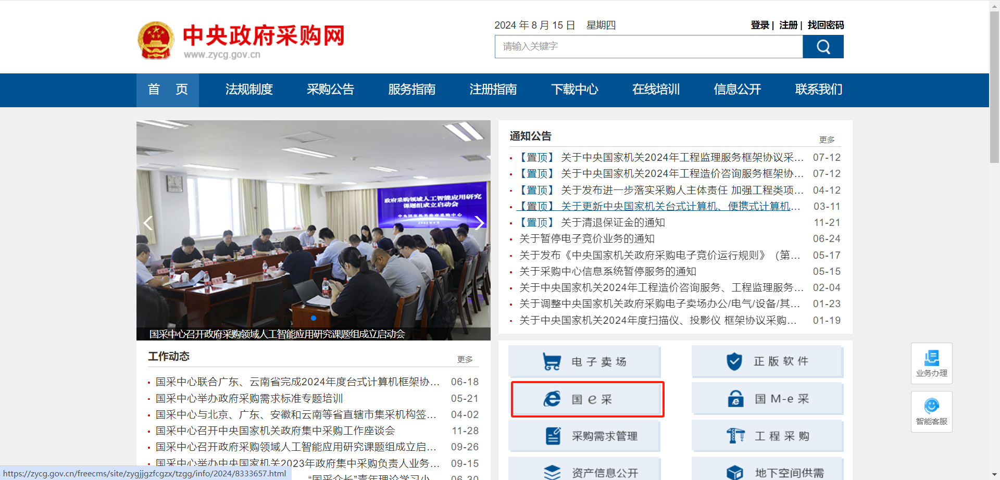 中央政府采购网
www.zycg.gov.cn
2024 年 8 月 15 日 星期四
登录 | 注册 | 找回密码
请输入关键字
首 页 法规制度 采购公告 服务指南 注册指南 下载中心 在线培训 信息公开 联系我们
政府采购领域人工智能应用研究
课题组成立启动会
中央国家机关政府采购中心
国采中心召开政府采购领域人工智能应用研究课题组成立启动会
通知公告
更多
【置顶】 关于中央国家机关2024年工程监理服务框架协议采... 07-12
【置顶】 关于中央国家机关2024年工程造价咨询服务框架协... 07-12
【置顶】 关于发布进一步落实采购人主体责任 加强工程类项... 04-12
【置顶】 关于更新中央国家机关台式计算机、便携式计算机... 03-11
【置顶】 关于清退保证金的通知 11-21
关于暂停电子竞价业务的通知 06-24
关于发布《中央国家机关政府采购电子竞价运行规则》（第... 05-17
关于采购中心信息系统暂停服务的通知 05-15
关于中央国家机关2024年工程造价咨询服务、工程监理服务... 02-04
关于调整中央国家机关政府采购电子卖场办公/电气/设备/其... 01-23
关于中央国家机关2024年度扫描仪、投影仪 框架协议采购... 01-19
工作动态
更多
国采中心联合广东、云南省完成2024年度台式计算机框架协... 06-18
国采中心举办政府采购需求标准专题培训 05-21
国采中心与北京、广东、安徽和云南等省直辖市集采机构签... 04-02
国采中心召开中央国家机关政府集中采购工作座谈会 11-28
国采中心召开政府采购领域人工智能应用研究课题组成立启... 09-26
国采中心举办中央国家机关2023年政府集中采购负责人业务... 09-15
“国采个长”青年理论学习小... 06-30
电子卖场
正版软件
国e采
国M-e采
采购需求管理
工程采购
资产信息公开
地下空间供需
业务办理
智能客服
https://zycg.gov.cn/freecms/site/zygjjgzfcgzx/tzgg/info/2024/8333657.html